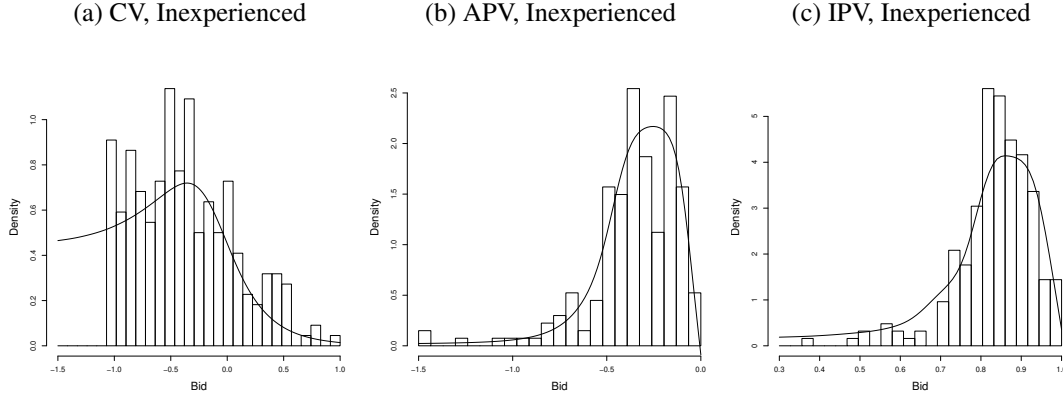 (a) CV, Inexperienced
(b) APV, Inexperienced
(c) IPV, Inexperienced
Density
0.0 0.2 0.4 0.6 0.8 1.0
−1.5 −1.0 −0.5 0.0 0.5 1.0
Bid
Density
0.0 0.5 1.0 1.5 2.0 2.5
−1.5 −1.0 −0.5 0.0
Bid
Density
0 1 2 3 4 5
0.3 0.4 0.5 0.6 0.7 0.8 0.9 1.0
Bid